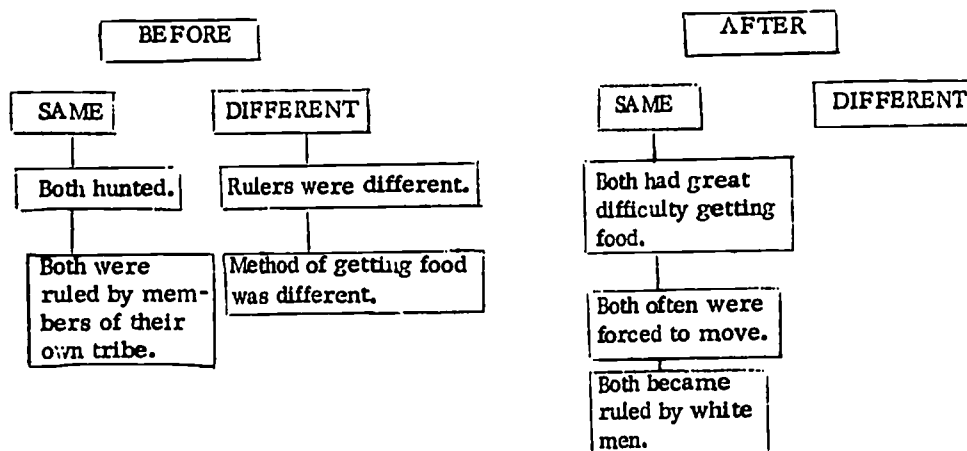 BEFORE
SAME
Both hunted.
Both were
ruled by mem-
bers of their
own tribe.
DIFFERENT
Rulers were different.
Method of getting food
was different.
AFTER
SAME
Both had great
difficulty getting
food.
Both often were
forced to move.
Both became
ruled by white
men.
DIFFERENT